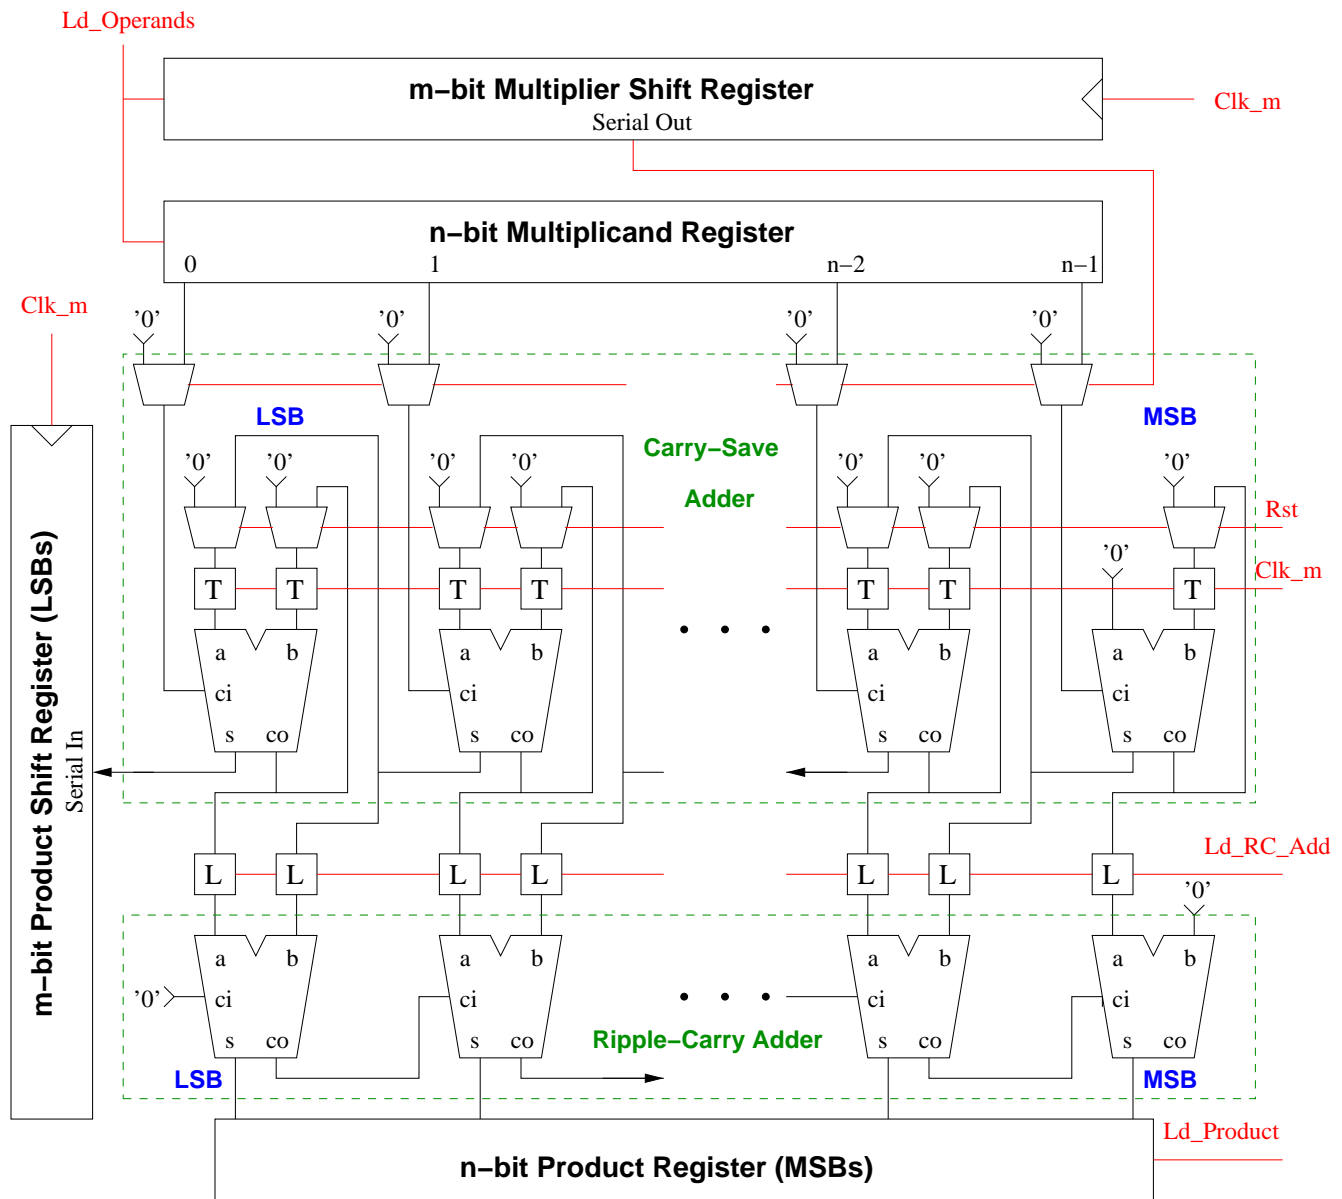 Ld_Operands
m−bit Multiplier Shift Register
Serial Out
Clk_m
n−bit Multiplicand Register
0 1 n−2 n−1
Clk_m
'0' '0' '0' '0'
LSB MSB
Carry−Save
Adder
'0' '0' '0' '0' '0' '0' '0'
Rst
'0'
Clk_m
T T T T T T T
a b a b a b a b
ci ci ci ci
s co s co s co s co
m−bit Product Shift Register (LSBs)
Serial In
Ld_RC_Add
L L L L L L L
'0'
a b a b a b a b
'0' ci ci ci ci
s co s co s co s co
Ripple−Carry Adder
LSB MSB
Ld_Product
n−bit Product Register (MSBs)